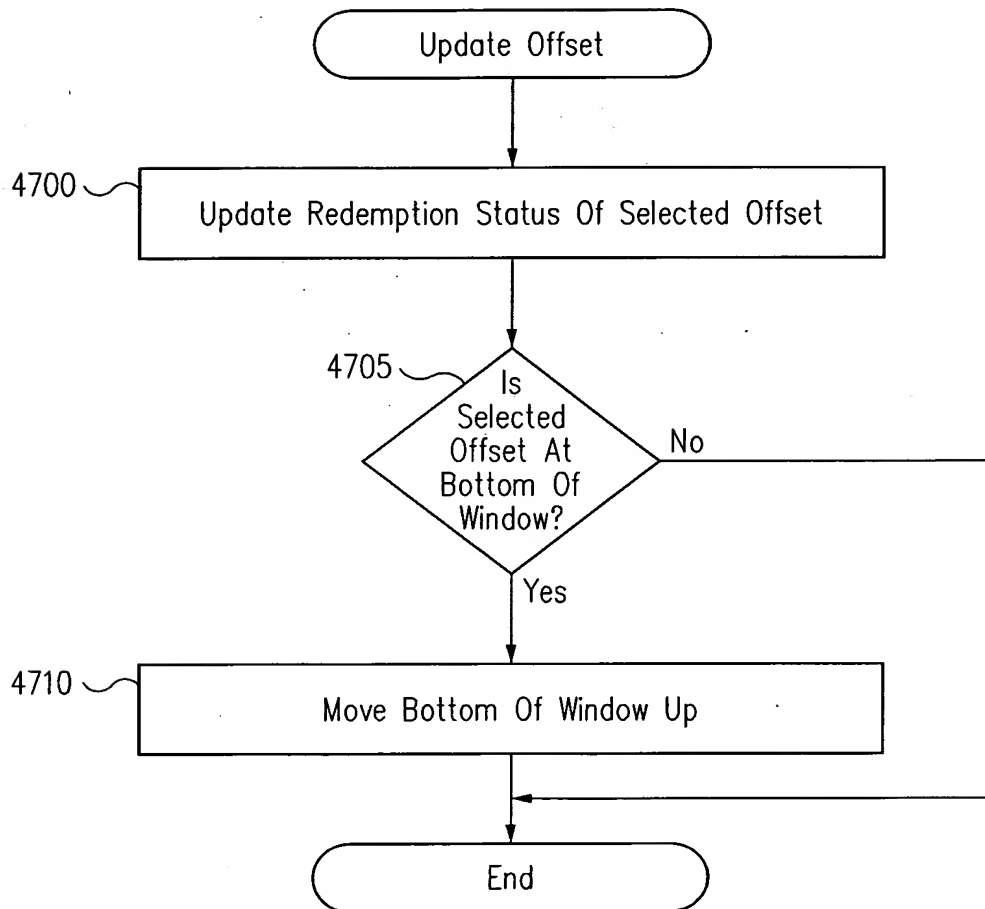 Update Offset
4700
Update Redemption Status Of Selected Offset
4705
Is
Selected
Offset At
Bottom Of
Window?
No
Yes
4710
Move Bottom Of Window Up
End